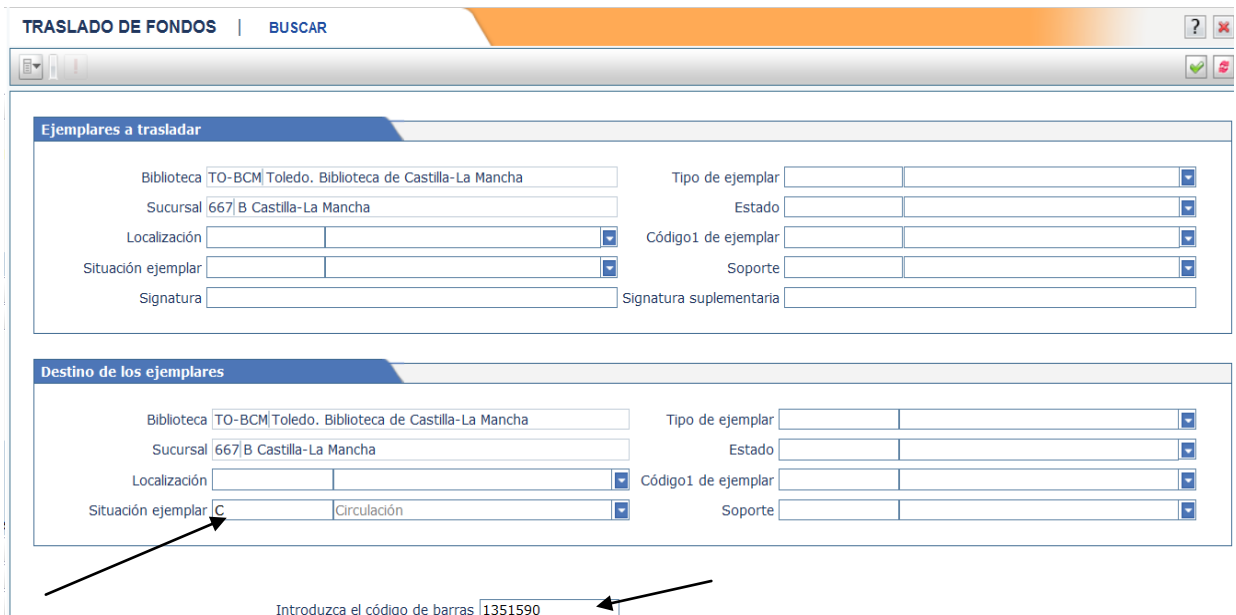 TRASLADO DE FONDOS | BUSCAR
?
Ejemplares a trasladar
Biblioteca TO-BCM Toledo. Biblioteca de Castilla-La Mancha Tipo de ejemplar
Sucursal 667 B Castilla-La Mancha Estado
Localización Código1 de ejemplar
Situación ejemplar Soporte
Signatura Signatura suplementaria
Destino de los ejemplares
Biblioteca TO-BCM Toledo. Biblioteca de Castilla-La Mancha Tipo de ejemplar
Sucursal 667 B Castilla-La Mancha Estado
Localización Código1 de ejemplar
Situación ejemplar C Circulación Soporte
Introduzca el código de barras 1351590